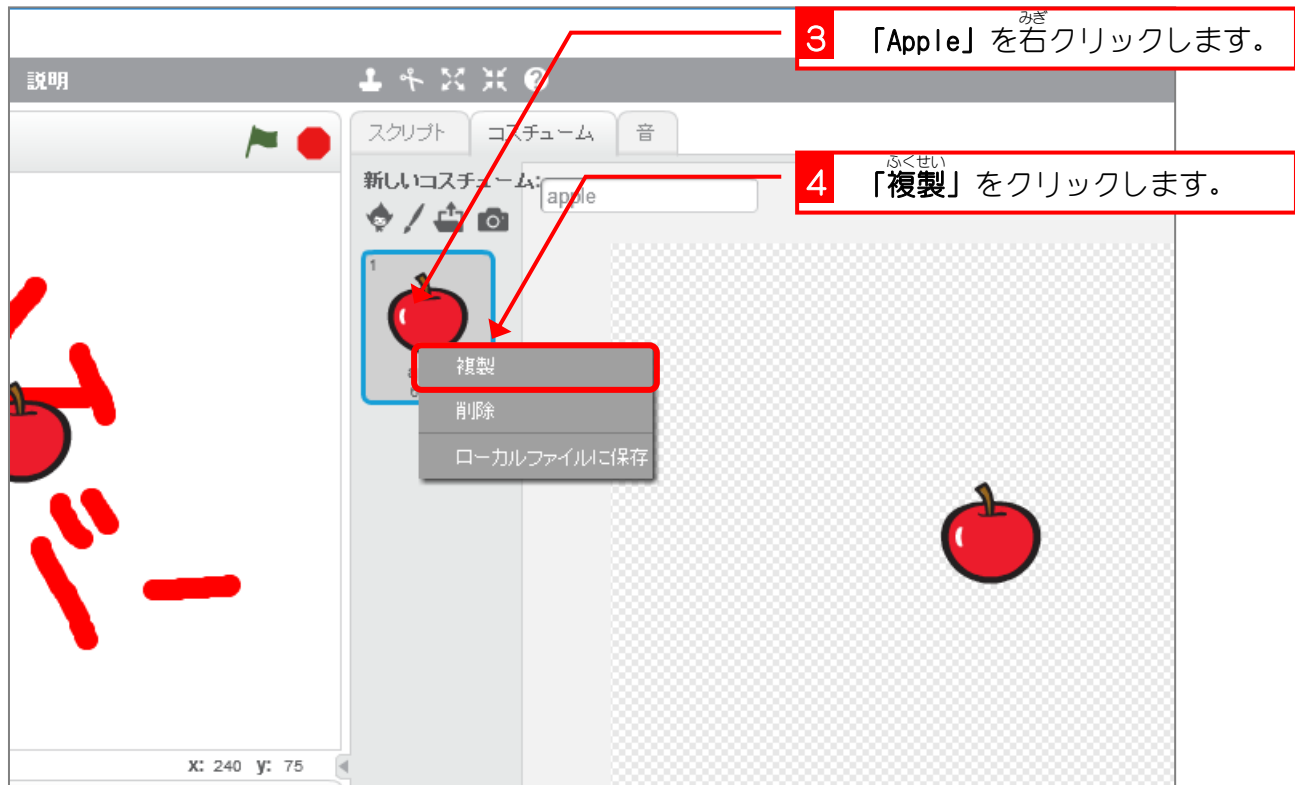 みぎ
3 「Apple」を右クリックします。
説明
スクリプト コスチューム 音
ふくせい
4 「複製」をクリックします。
新しいコスチューム:
apple
1
複製
削除
ローカルファイルに保存
バー
X: 240 y: 75